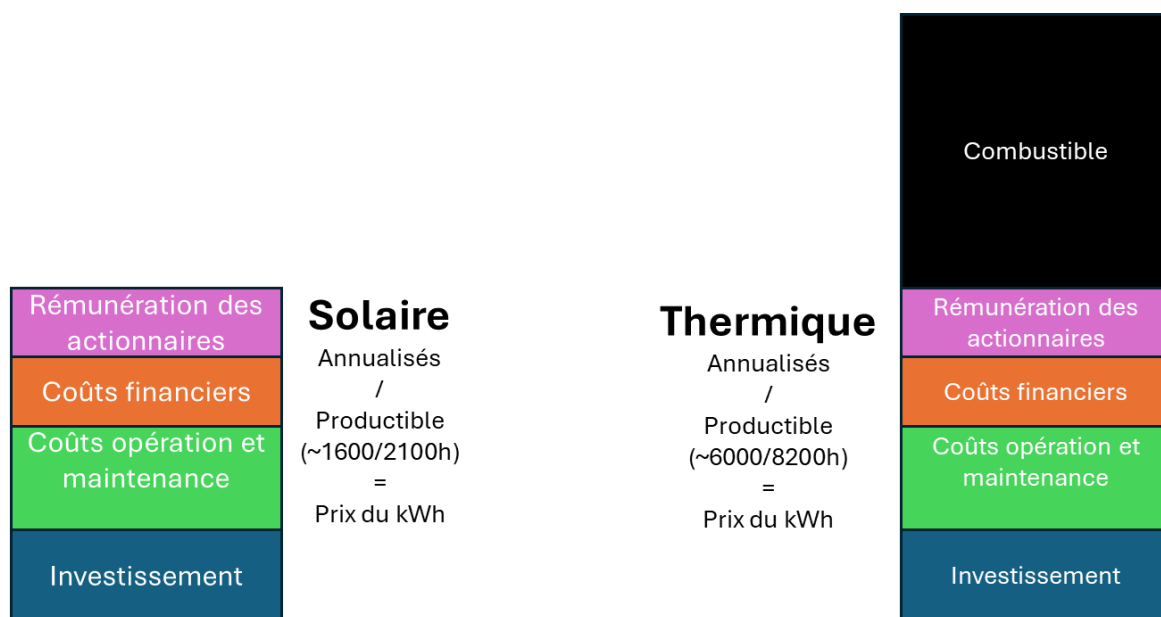 Rémunération des
actionnaires
Coûts financiers
Coûts opération et
maintenance
Investissement
Solaire
Annualisés
/
Productible
(~1600/2100h)
=
Prix du kWh
Thermique
Annualisés
/
Productible
(~6000/8200h)
=
Prix du kWh
Combustible
Rémunération des
actionnaires
Coûts financiers
Coûts opération et
maintenance
Investissement